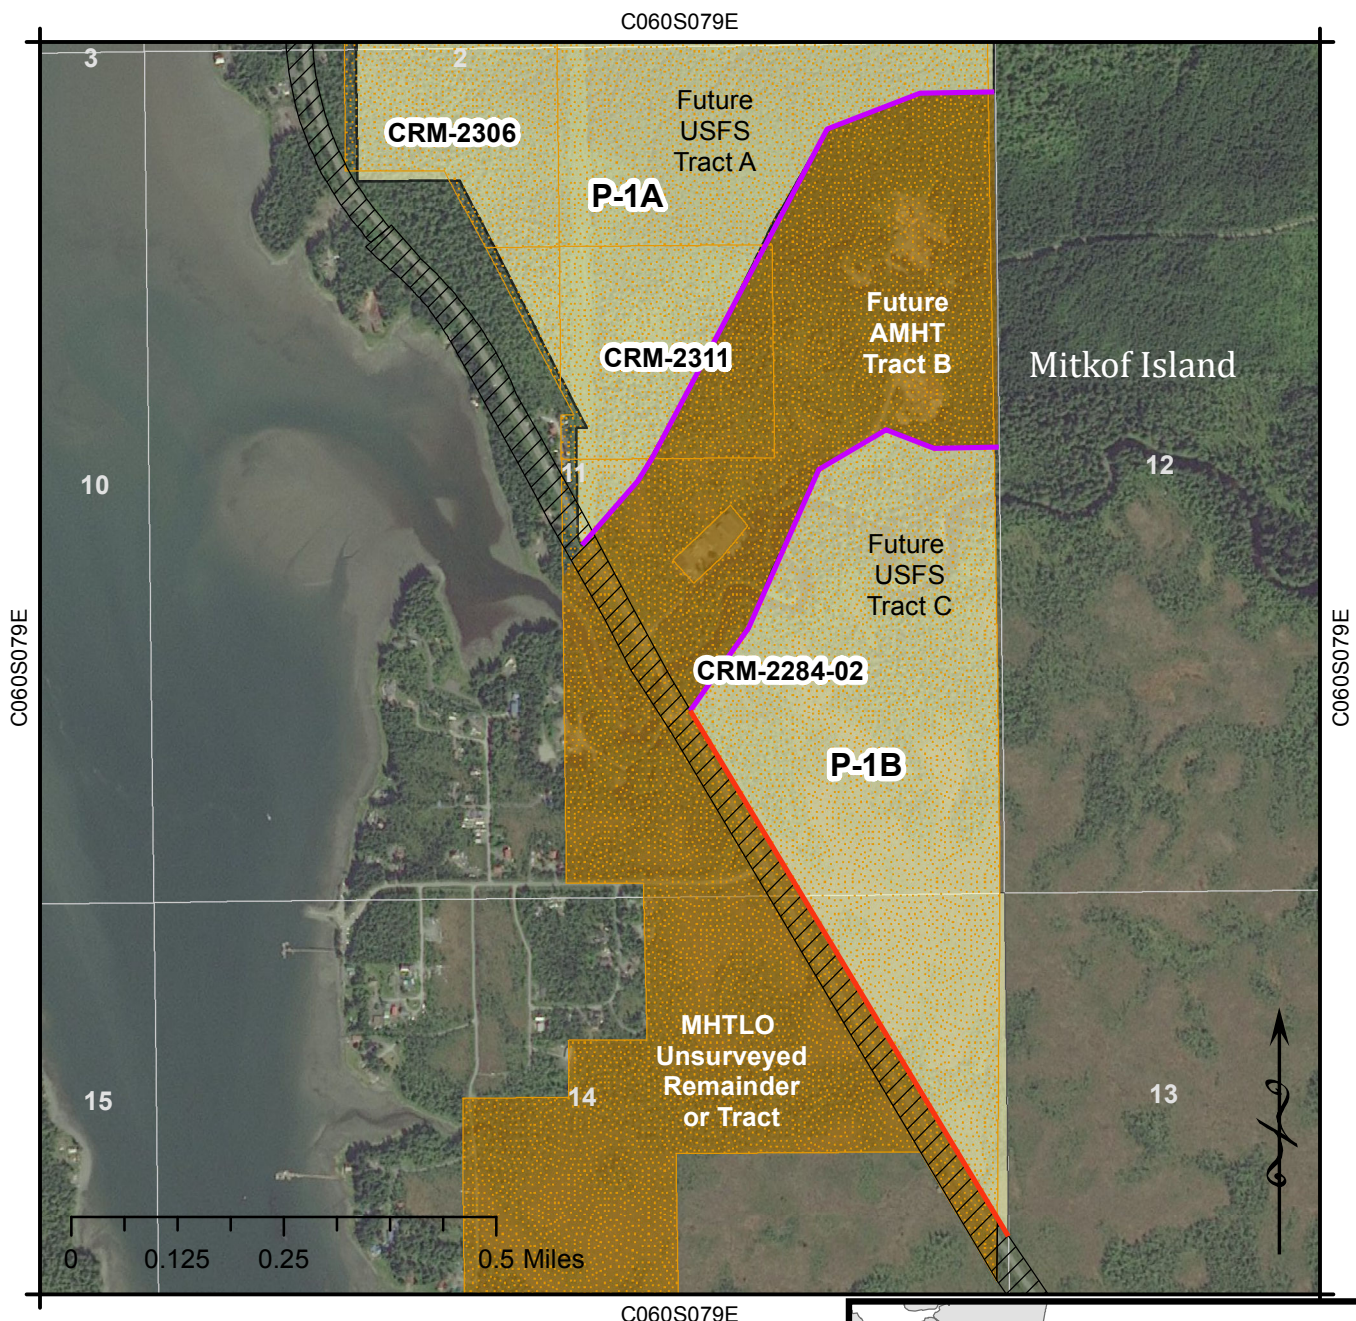 C060S079E
3
2
Future
USFS
Tract A
CRM-2306
P-1A
Future
AMHT
Tract B
CRM-2311
Mitkof Island
10
11
12
Future
USFS
Tract C
C060S079E
C060S079E
CRM-2284-02
P-1B
MHTLO
Unsurveyed
Remainder
or Tract
15
14
13
0 0.125 0.25 0.5 Miles
C060S079E